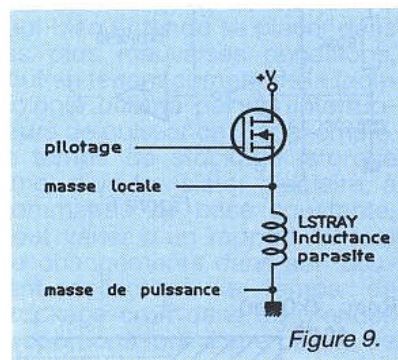 +V
pilotage
masse locale
LSTRAY
inductance
parasite
masse de puissance
Figure 9.